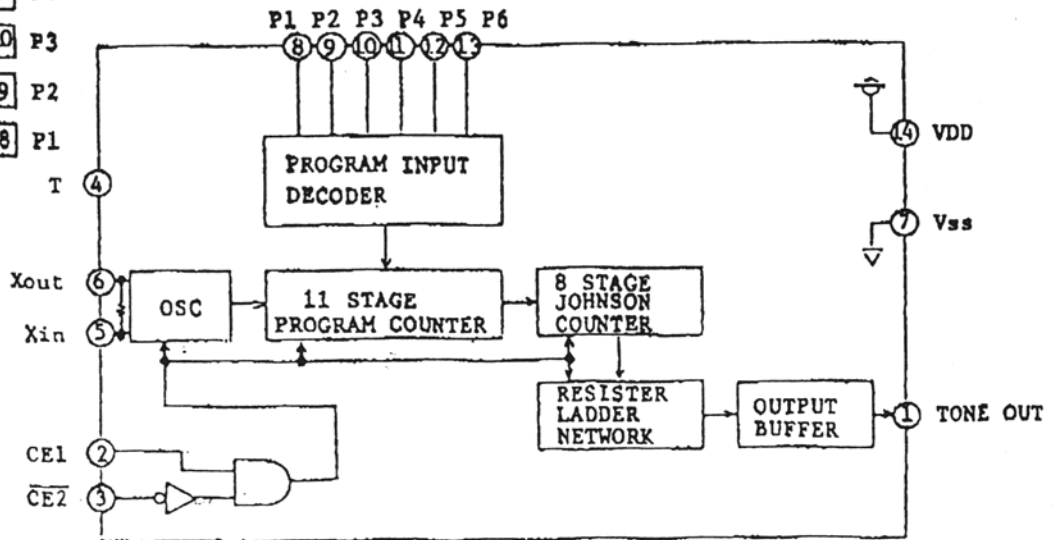 P1 P2 P3 P4 P5 P6
8 9 10 11 12 13
P3
9 P2
8 P1
T 4
14 VDD
7 Vss
PROGRAM INPUT
DECODER
Xout 6
Xin 5
OSC
11 STAGE
PROGRAM COUNTER
8 STAGE
JOHNSON
COUNTER
RESISTER
LADDER
NETWORK
OUTPUT
BUFFER
1 TONE OUT
CE1 2
CE2 3